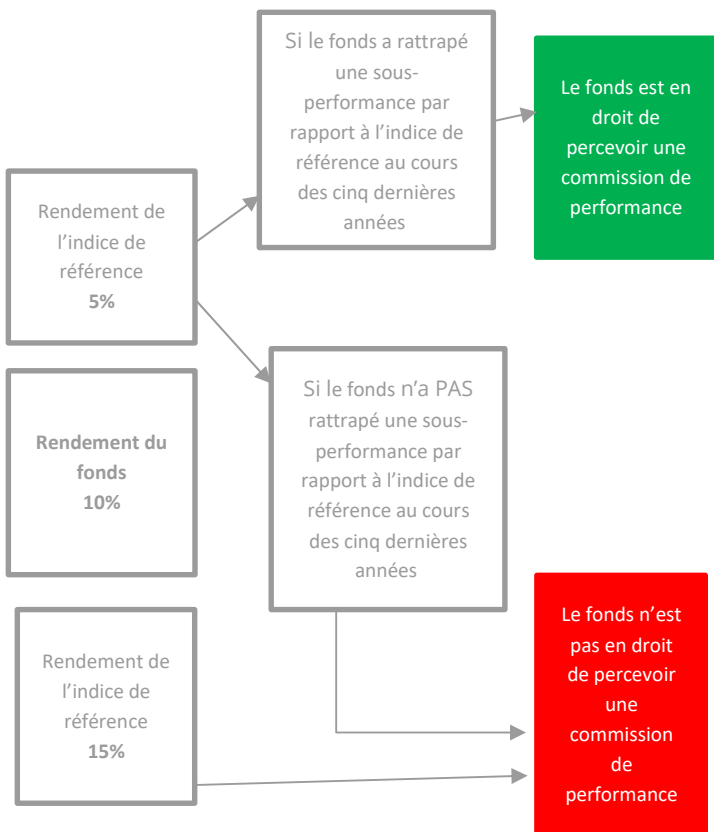 Si le fonds a rattrapé
une sous-
performance par
rapport à l’indice de
référence au cours
des cinq dernières
années
Le fonds est en
droit de
percevoir une
commission de
performance
Rendement de
l’indice de
référence
5%
Si le fonds n’a PAS
rattrapé une sous-
performance par
rapport à l’indice de
référence au cours
des cinq dernières
années
Rendement du
fonds
10%
Le fonds n’est
pas en droit
de percevoir
une
commission
de
performance
Rendement de
l’indice de
référence
15%